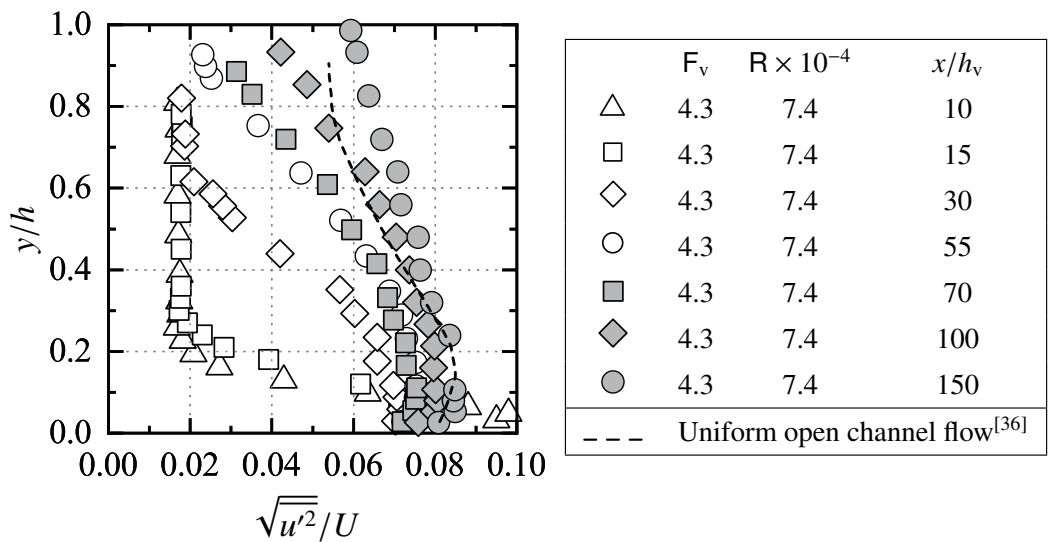 1.0
0.8
0.6
0.4
0.2
0.0
0.00 0.02 0.04 0.06 0.08 0.10
y/h
√u′²/U
Fᵥ R × 10⁻⁴ x/hᵥ
4.3 7.4 10
4.3 7.4 15
4.3 7.4 30
4.3 7.4 55
4.3 7.4 70
4.3 7.4 100
4.3 7.4 150
Uniform open channel flow[36]